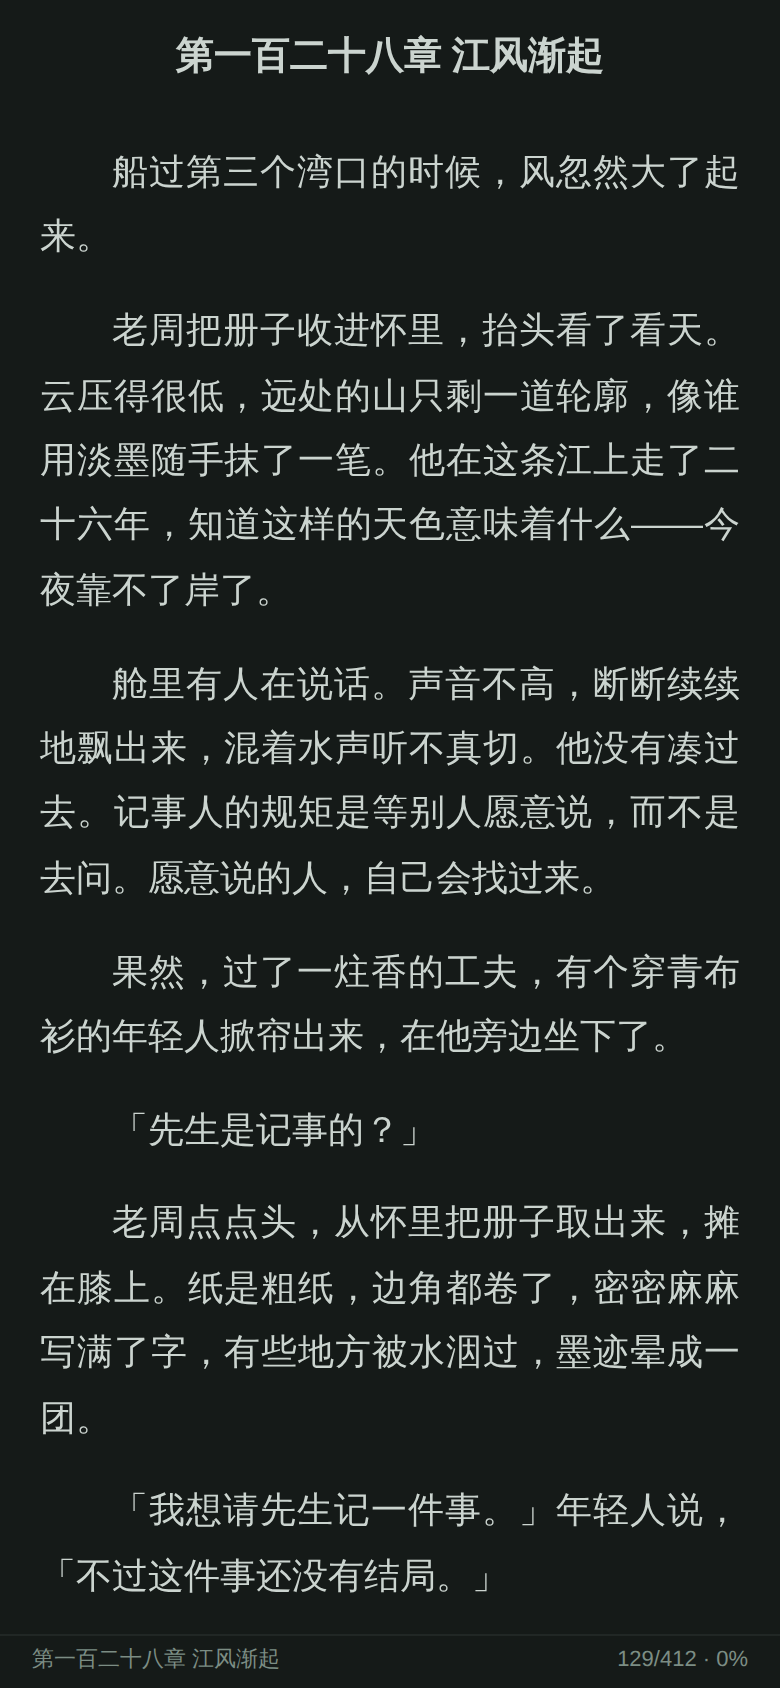 第一百二十八章 江风渐起
船过第三个湾口的时候，风忽然大了起
来。
老周把册子收进怀里，抬头看了看天。
云压得很低，远处的山只剩一道轮廓，像谁
用淡墨随手抹了一笔。他在这条江上走了二
十六年，知道这样的天色意味着什么——今
夜靠不了岸了。
舱里有人在说话。声音不高，断断续续
地飘出来，混着水声听不真切。他没有凑过
去。记事人的规矩是等别人愿意说，而不是
去问。愿意说的人，自己会找过来。
果然，过了一炷香的工夫，有个穿青布
衫的年轻人掀帘出来，在他旁边坐下了。
「先生是记事的？」
老周点点头，从怀里把册子取出来，摊
在膝上。纸是粗纸，边角都卷了，密密麻麻
写满了字，有些地方被水洇过，墨迹晕成一
团。
「我想请先生记一件事。」年轻人说，
「不过这件事还没有结局。」
第一百二十八章 江风渐起
129/412 · 0%